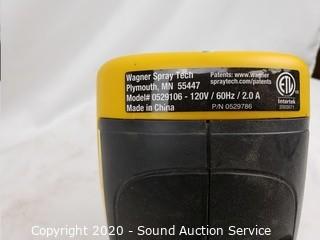 Wagner Spray Tech
Plymouth, MN 55447
Model# 0529106 - 120V / 60Hz / 2.0 A
Made in China
Patents: www.Wagner
spraytech.com/patents
P/N 0529786
ETL
Intertek
Copyright 2020 - Sound Auction Service